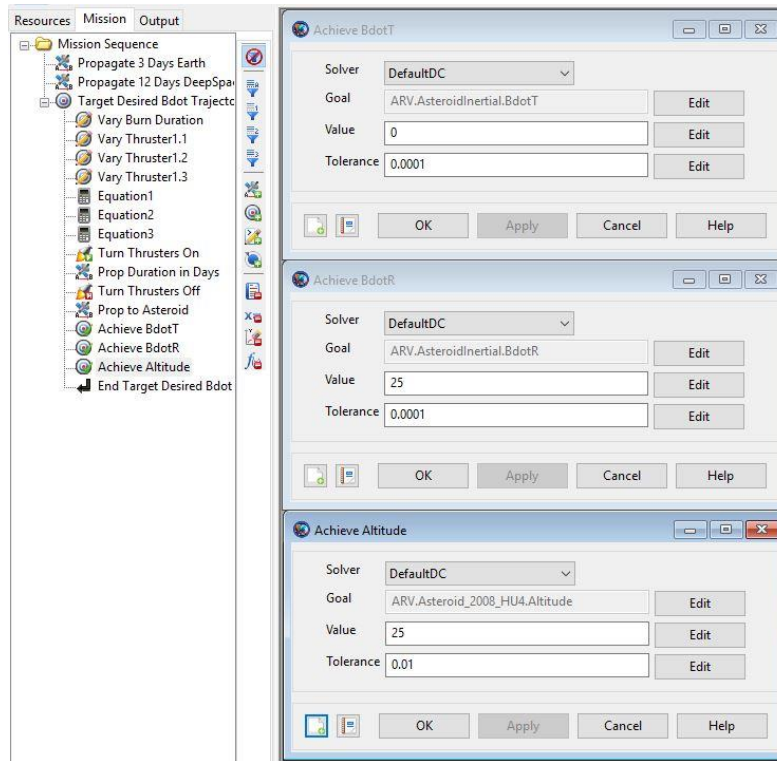 Resources Mission Output
Mission Sequence
Propagate 3 Days Earth
Propagate 12 Days DeepSpa
Target Desired Bdot Trajecto
Vary Burn Duration
Vary Thruster1.1
Vary Thruster1.2
Vary Thruster1.3
Equation1
Equation2
Equation3
Turn Thrusters On
Prop Duration in Days
Turn Thrusters Off
Prop to Asteroid
Achieve BdotT
Achieve BdotR
Achieve Altitude
End Target Desired Bdot
Achieve BdotT
Solver DefaultDC
Goal ARV.AsteroidInertial.BdotT Edit
Value 0 Edit
Tolerance 0.0001 Edit
OK Apply Cancel Help
Achieve BdotR
Solver DefaultDC
Goal ARV.AsteroidInertial.BdotR Edit
Value 25 Edit
Tolerance 0.0001 Edit
OK Apply Cancel Help
Achieve Altitude
Solver DefaultDC
Goal ARV.Asteroid_2008_HU4.Altitude Edit
Value 25 Edit
Tolerance 0.01 Edit
OK Apply Cancel Help